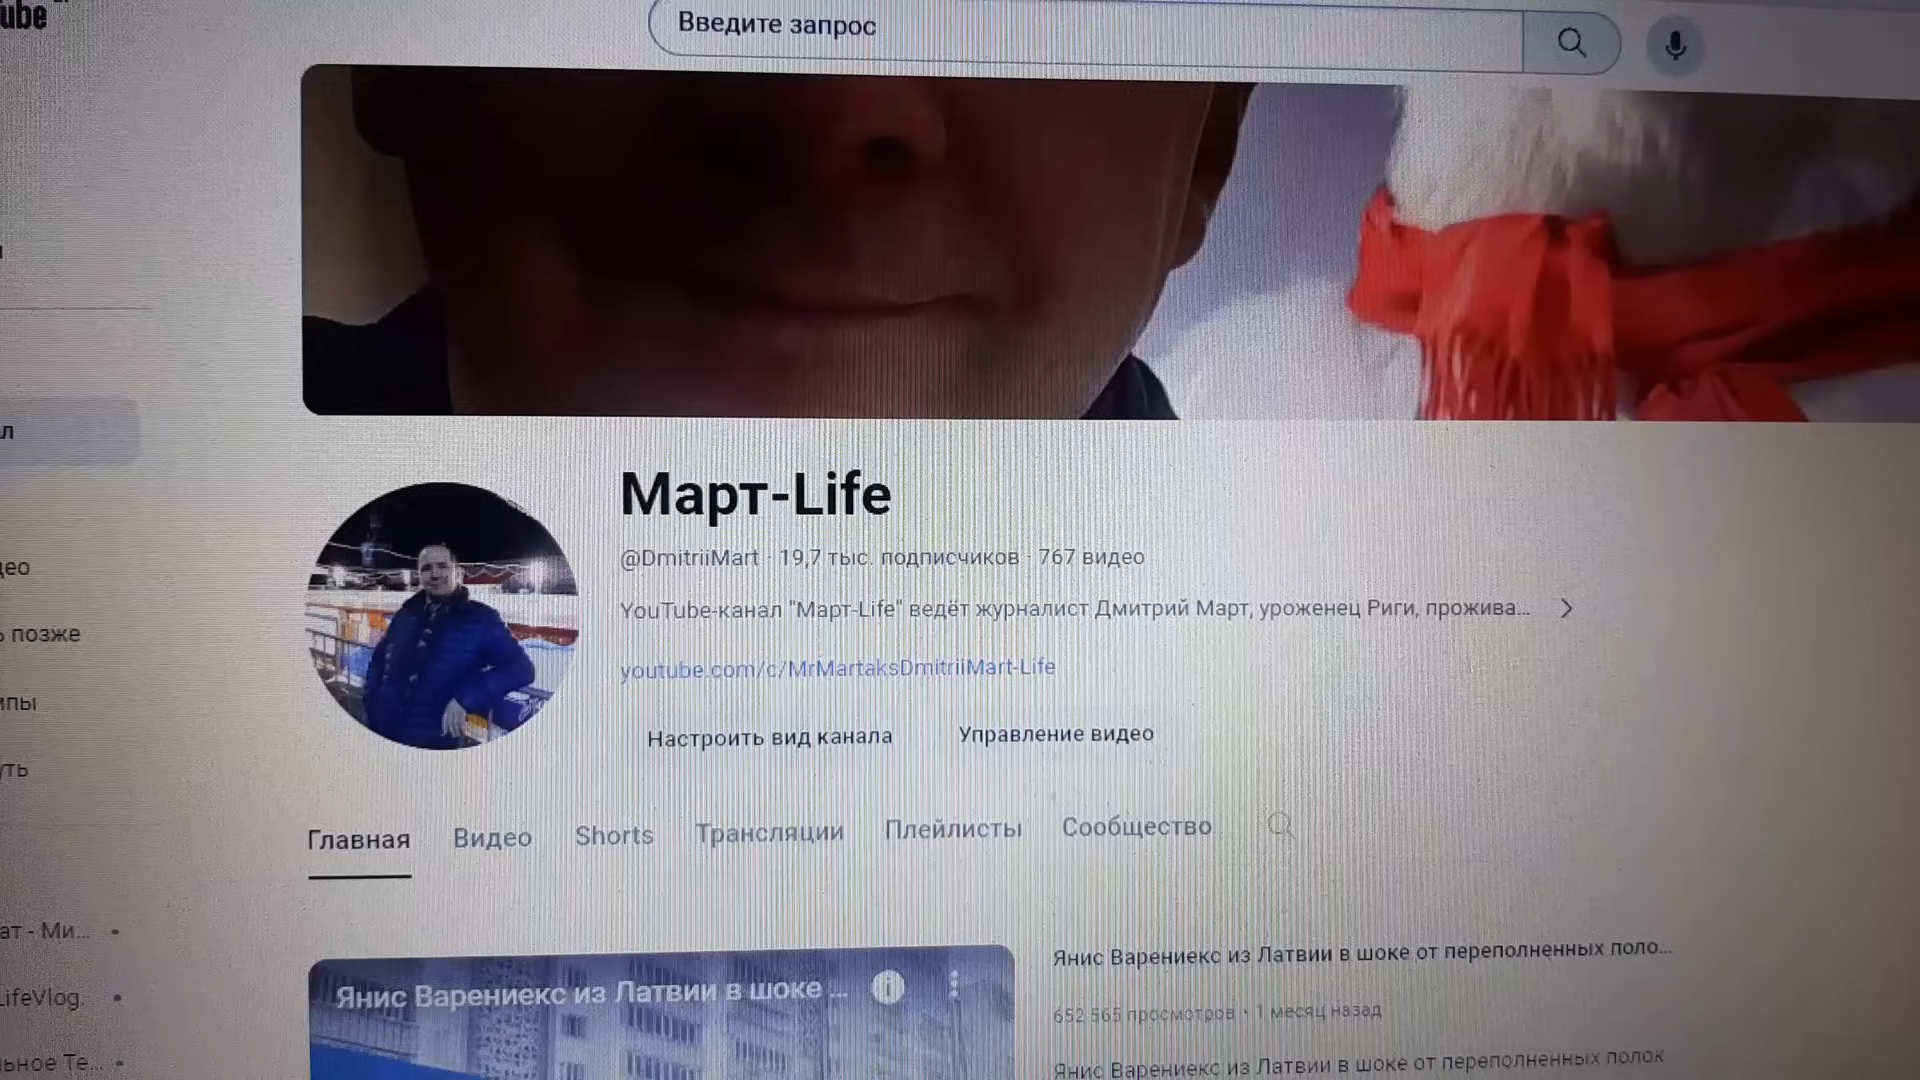 ube
Введите запрос
Март-Life
@DmitriiMart · 19,7 тыс. подписчиков · 767 видео
YouTube-канал "Март-Life" ведёт журналист Дмитрий Март, уроженец Риги, прожива...
youtube.com/c/MrMartaksDmitriiMart-Life
позже
Настроить вид канала Управление видео
Главная Видео Shorts Трансляции Плейлисты Сообщество
ат - Ми...
LifeVlog.
ьное Те...
Янис Варениекс из Латвии в шоке ...
Янис Варениекс из Латвии в шоке от переполненных поло...
652 565 просмотров · 1 месяц назад
Янис Варениекс из Латвии в шоке от переполненных полок